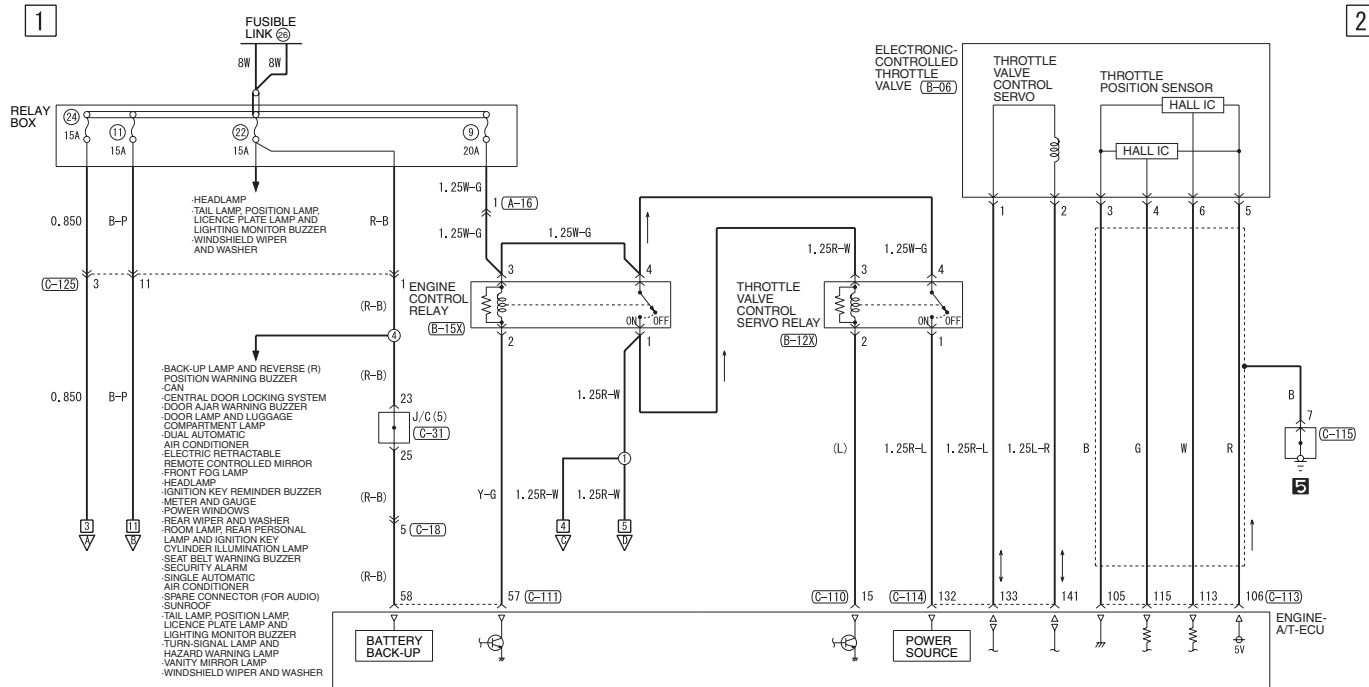 1
2
FUSIBLE
LINK 26
8W 8W
RELAY
BOX
24
15A
11
15A
22
15A
9
20A
·HEADLAMP
·TAIL LAMP, POSITION LAMP,
LICENCE PLATE LAMP AND
LIGHTING MONITOR BUZZER
·WINDSHIELD WIPER
AND WASHER
0.850
B-P
R-B
1.25W-G
1 A-16
1.25W-G
1.25W-G
C-125 3
11
1
(R-B)
4
ENGINE
CONTROL
RELAY
B-15X
3
4
ON OFF
2
1
1.25R-W
THROTTLE
VALVE
CONTROL
SERVO RELAY
B-12X
1.25R-W
1.25W-G
3
4
ON OFF
2
1
ELECTRONIC-
CONTROLLED
THROTTLE
VALVE B-06
THROTTLE
VALVE
CONTROL
SERVO
THROTTLE
POSITION SENSOR
HALL IC
HALL IC
1
2
3
4
6
5
·BACK-UP LAMP AND REVERSE (R)
POSITION WARNING BUZZER
·CAN
·CENTRAL DOOR LOCKING SYSTEM
·DOOR AJAR WARNING BUZZER
·DOOR LAMP AND LUGGAGE
COMPARTMENT LAMP
·DUAL AUTOMATIC
AIR CONDITIONER
·ELECTRIC RETRACTABLE
REMOTE CONTROLLED MIRROR
·FRONT FOG LAMP
·HEADLAMP
·IGNITION KEY REMINDER BUZZER
·METER AND GAUGE
·POWER WINDOWS
·REAR WIPER AND WASHER
·ROOM LAMP, REAR PERSONAL
LAMP AND IGNITION KEY
CYLINDER ILLUMINATION LAMP
·SEAT BELT WARNING BUZZER
·SECURITY ALARM
·SINGLE AUTOMATIC
AIR CONDITIONER
·SPARE CONNECTOR (FOR AUDIO)
·SUNROOF
·TAIL LAMP, POSITION LAMP,
LICENCE PLATE LAMP AND
LIGHTING MONITOR BUZZER
·TURN-SIGNAL LAMP AND
HAZARD WARNING LAMP
·VANITY MIRROR LAMP
·WINDSHIELD WIPER AND WASHER
0.850
B-P
(R-B)
23
J/C(5)
C-31
25
(R-B)
5 C-18
(R-B)
Y-G
1
1.25R-W
1.25R-W
(L)
1.25R-L
1.25R-L
1.25L-R
B
G
W
R
B
7
C-115
5
3
A
11
B
4
C
5
D
58
57 C-111
C-110 15
C-114 132
133
141
105
115
113
106 C-113
ENGINE-
A/T-ECU
BATTERY
BACK-UP
POWER
SOURCE
5V